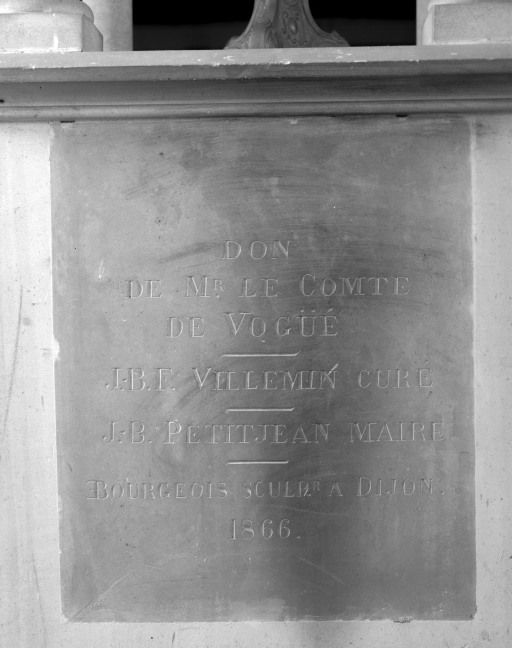 DON
DE MR LE COMTE
DE VOGÜÉ
J.B.F. VILLEMIN CURÉ
J.B. PETITJEAN MAIRE
BOURGEOIS SCULPR A DIJON.
1866.